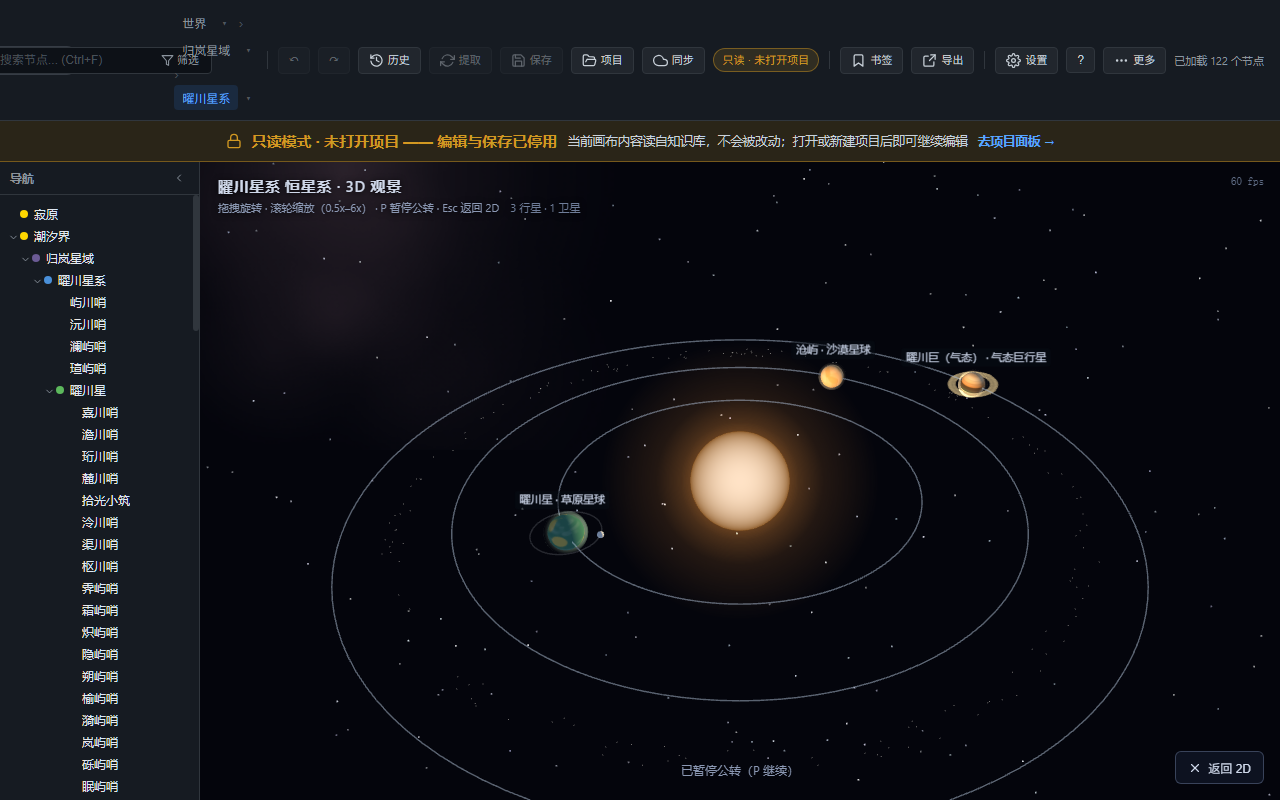 世界
搜索节点... (Ctrl+F)
筛选
归岚星域
曜川星系
历史
提取
保存
项目
同步
只读 · 未打开项目
书签
导出
设置
?
更多
已加载 122 个节点
只读模式 · 未打开项目 —— 编辑与保存已停用 当前画布内容读自知识库，不会被改动；打开或新建项目后即可继续编辑 去项目面板 →
导航
寂原
潮汐界
归岚星域
曜川星系
屿川哨
沅川哨
澜屿哨
瑄屿哨
曜川星
嘉川哨
澹川哨
珩川哨
麓川哨
拾光小筑
泠川哨
渠川哨
枢川哨
霁屿哨
霜屿哨
炽屿哨
隐屿哨
朔屿哨
榆屿哨
漪屿哨
岚屿哨
砾屿哨
眠屿哨
曜川星系 恒星系 · 3D 观景
拖拽旋转 · 滚轮缩放（0.5x–6x） · P 暂停公转 · Esc 返回 2D 3 行星 · 1 卫星
60 fps
沧屿 · 沙漠星球
曜川巨（气态） · 气态巨行星
曜川星 · 草原星球
已暂停公转（P 继续）
返回 2D